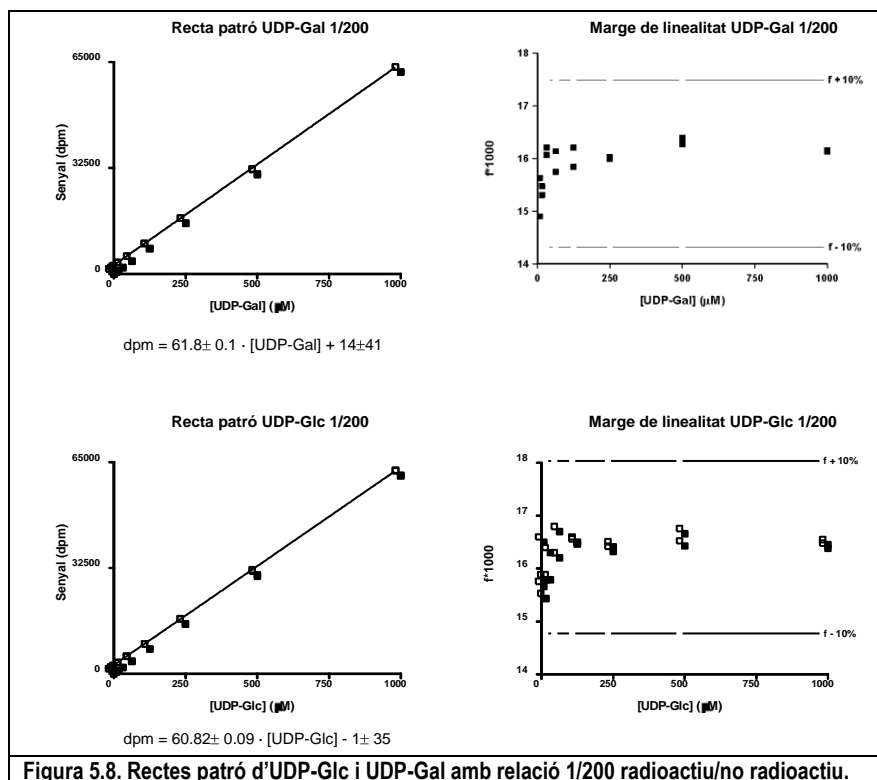 Recta patró UDP-Gal 1/200
65000
32500
0
Senyal (dpm)
0
250
500
750
1000
[UDP-Gal] (µM)
dpm = 61.8± 0.1 · [UDP-Gal] + 14±41
Marge de linealitat UDP-Gal 1/200
18
17
16
15
14
f*1000
f + 10%
f - 10%
0
250
500
750
1000
[UDP-Gal] (µM)
Recta patró UDP-Glc 1/200
65000
32500
0
Senyal (dpm)
0
250
500
750
1000
[UDP-Glc] (µM)
dpm = 60.82± 0.09 · [UDP-Glc] - 1± 35
Marge de linealitat UDP-Glc 1/200
18
17
16
15
14
f*1000
f + 10%
f - 10%
0
250
500
750
1000
[UDP-Glc] (µM)
Figura 5.8. Rectes patró d'UDP-Glc i UDP-Gal amb relació 1/200 radioactiu/no radioactiu.